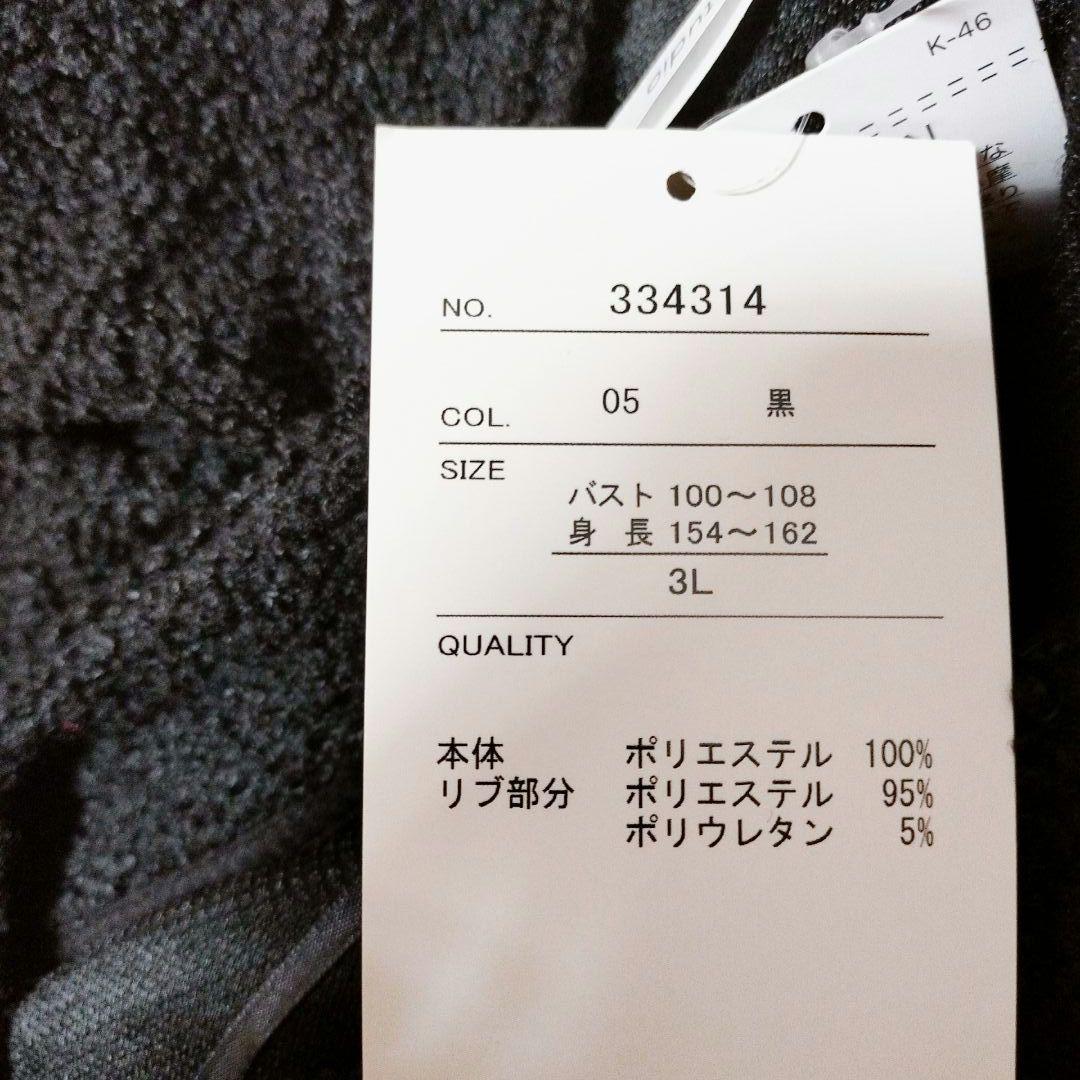 K-46
NO. 334314
COL. 05 黒
SIZE
バスト 100〜108
身 長 154〜162
3L
QUALITY
本体 ポリエステル 100%
リブ部分 ポリエステル 95%
ポリウレタン 5%